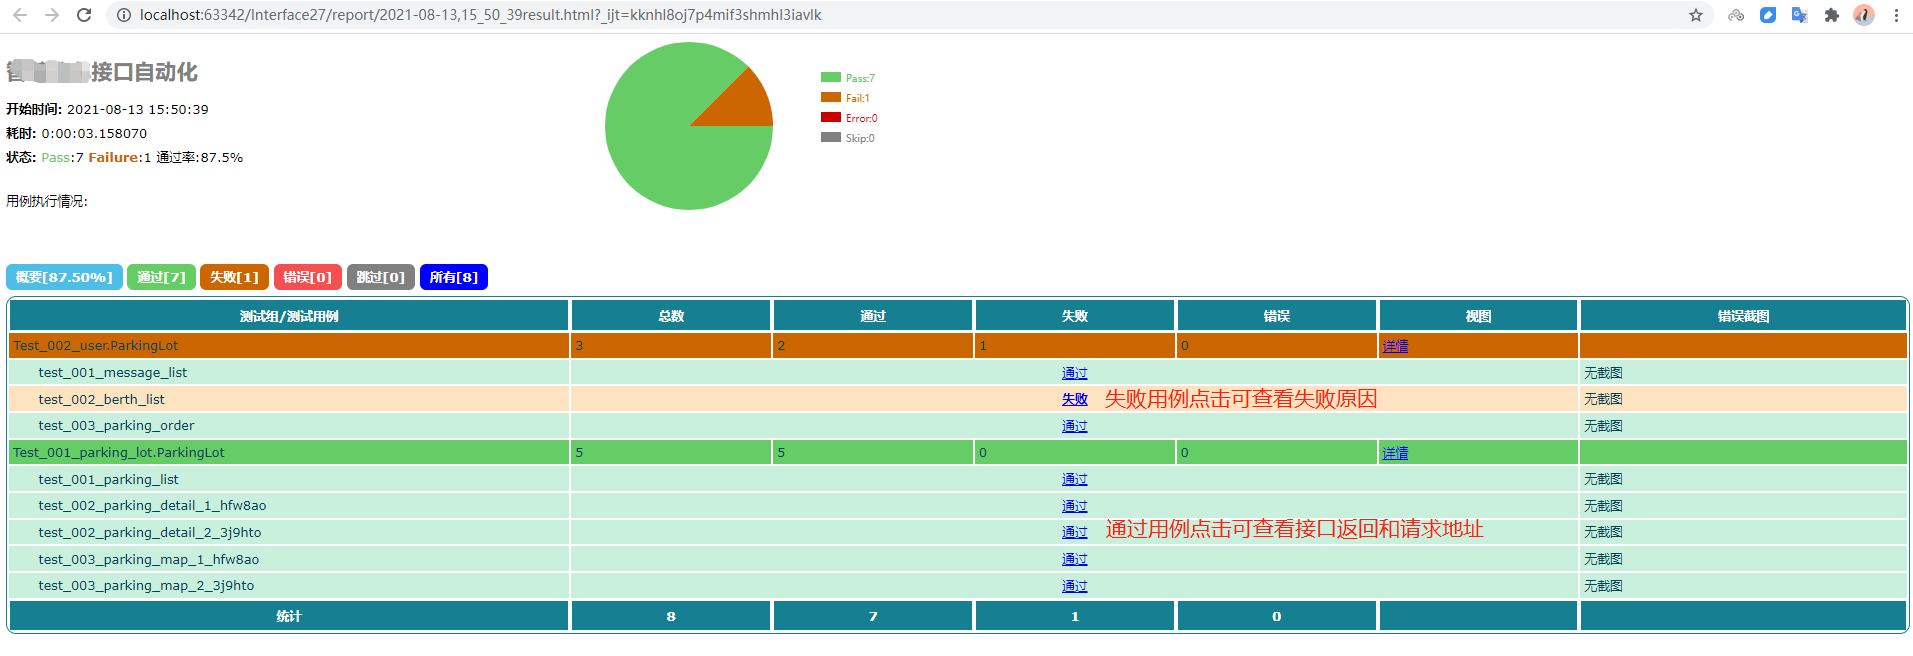 localhost:63342/Interface27/report/2021-08-13,15_50_39result.html?_ijt=kknhl8oj7p4mif3shmhl3iavlk
接口自动化
开始时间: 2021-08-13 15:50:39
耗时: 0:00:03.158070
状态: Pass:7 Failure:1 通过率:87.5%
用例执行情况:
Pass:7
Fail:1
Error:0
Skip:0
概要[87.50%] 通过[7] 失败[1] 错误[0] 跳过[0] 所有[8]
测试组/测试用例 总数 通过 失败 错误 视图 错误截图
Test_002_user.ParkingLot 3 2 1 0 详情
test_001_message_list 通过 无截图
test_002_berth_list 失败 失败用例点击可查看失败原因 无截图
test_003_parking_order 通过 无截图
Test_001_parking_lot.ParkingLot 5 5 0 0 详情
test_001_parking_list 通过 无截图
test_002_parking_detail_1_hfw8ao 通过 无截图
test_002_parking_detail_2_3j9hto 通过 通过用例点击可查看接口返回和请求地址 无截图
test_003_parking_map_1_hfw8ao 通过 无截图
test_003_parking_map_2_3j9hto 通过 无截图
统计 8 7 1 0